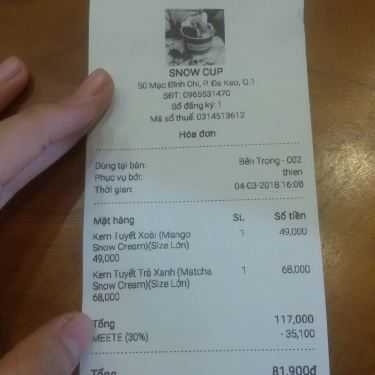 SNOW CUP
50 Mạc Đĩnh Chi, P. Đa Kao, Q.1
SĐT: 0965531470
Số đăng ký: 1
Mã số thuế: 0314513612
Hóa đơn
Dùng tại bàn: Bên Trong - 002
Phục vụ bởi: thien
Thời gian: 04-03-2018 16:08
Mặt hàng SL Số tiền
Kem Tuyết Xoài (Mango 1 49,000
Snow Cream)(Size Lớn)
49,000
Kem Tuyết Trà Xanh (Matcha 1 68,000
Snow Cream)(Size Lớn)
68,000
Tổng 117,000
MEETE (30%) - 35,100
Tổng 81,900đ